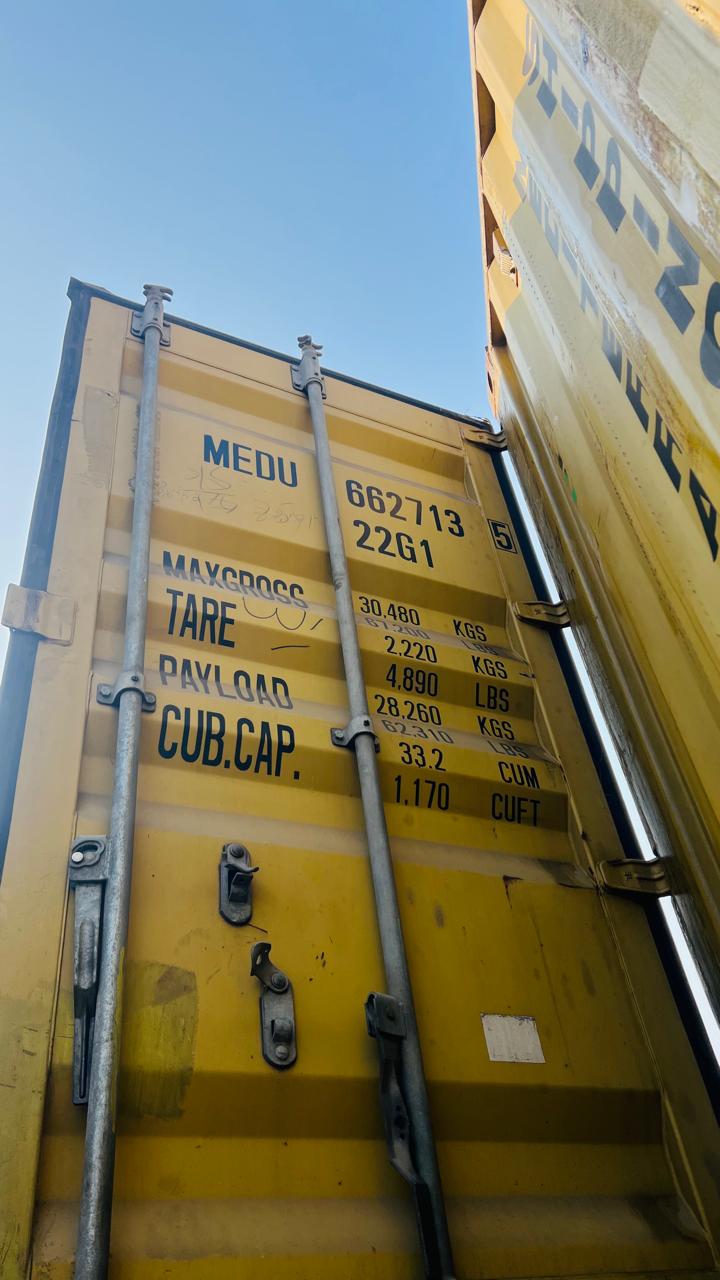 MEDU 662713 5
22G1
MAXGROSS 30,480 KGS
67,200 LBS
TARE 2,220 KGS
4,890 LBS
PAYLOAD 28,260 KGS
62,310 LBS
CUB.CAP. 33.2 CUM
1,170 CUFT
SHIPPING